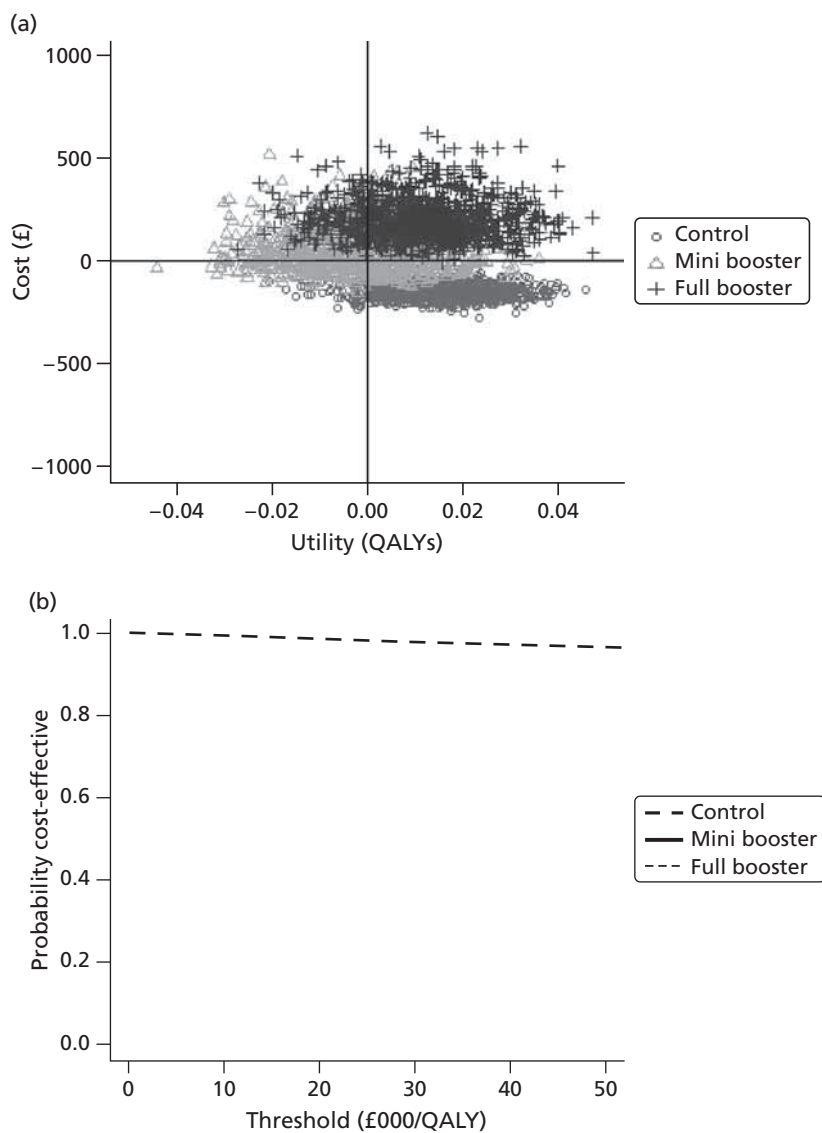 (a)
1000
500
0
−500
−1000
Cost (£)
−0.04 −0.02 0.00 0.02 0.04
Utility (QALYs)
Control
Mini booster
Full booster
(b)
1.0
0.8
0.6
0.4
0.2
0.0
Probability cost-effective
0 10 20 30 40 50
Threshold (£000/QALY)
Control
Mini booster
Full booster